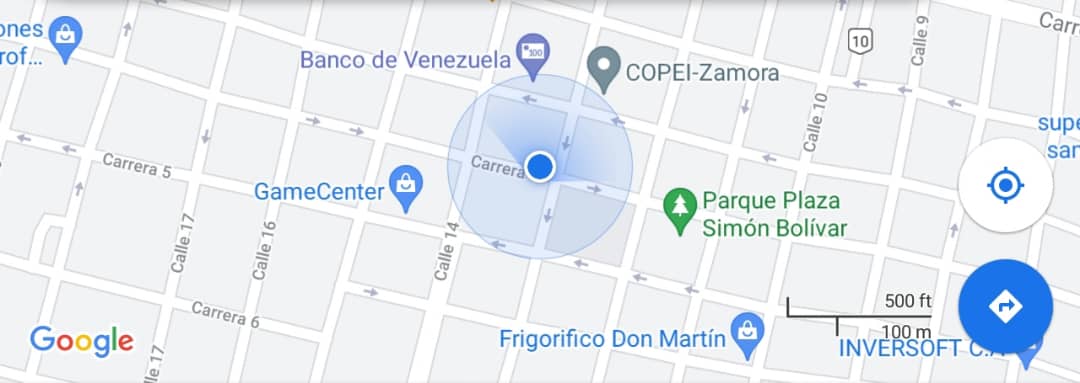 ones
rof...
Banco de Venezuela
COPEI-Zamora
10
Calle 9
Carr
Calle 10
supe
san
Carrera 5
GameCenter
Carrera
Parque Plaza
Simón Bolívar
Calle 17
Calle 16
Calle 14
Carrera 6
500 ft
100 m
Google
Frigorifico Don Martín
INVERSOFT C.A
lle 17